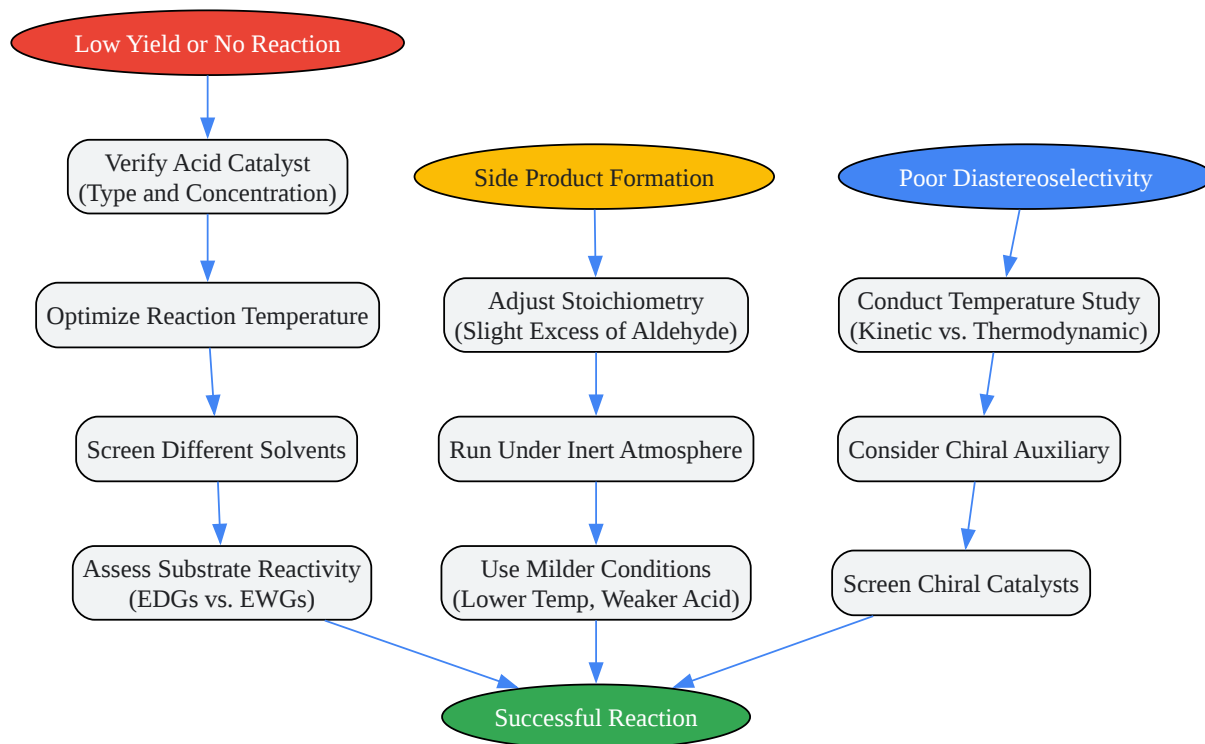 Low Yield or No Reaction
Verify Acid Catalyst
(Type and Concentration)
Optimize Reaction Temperature
Screen Different Solvents
Assess Substrate Reactivity
(EDGs vs. EWGs)
Side Product Formation
Adjust Stoichiometry
(Slight Excess of Aldehyde)
Run Under Inert Atmosphere
Use Milder Conditions
(Lower Temp, Weaker Acid)
Poor Diastereoselectivity
Conduct Temperature Study
(Kinetic vs. Thermodynamic)
Consider Chiral Auxiliary
Screen Chiral Catalysts
Successful Reaction